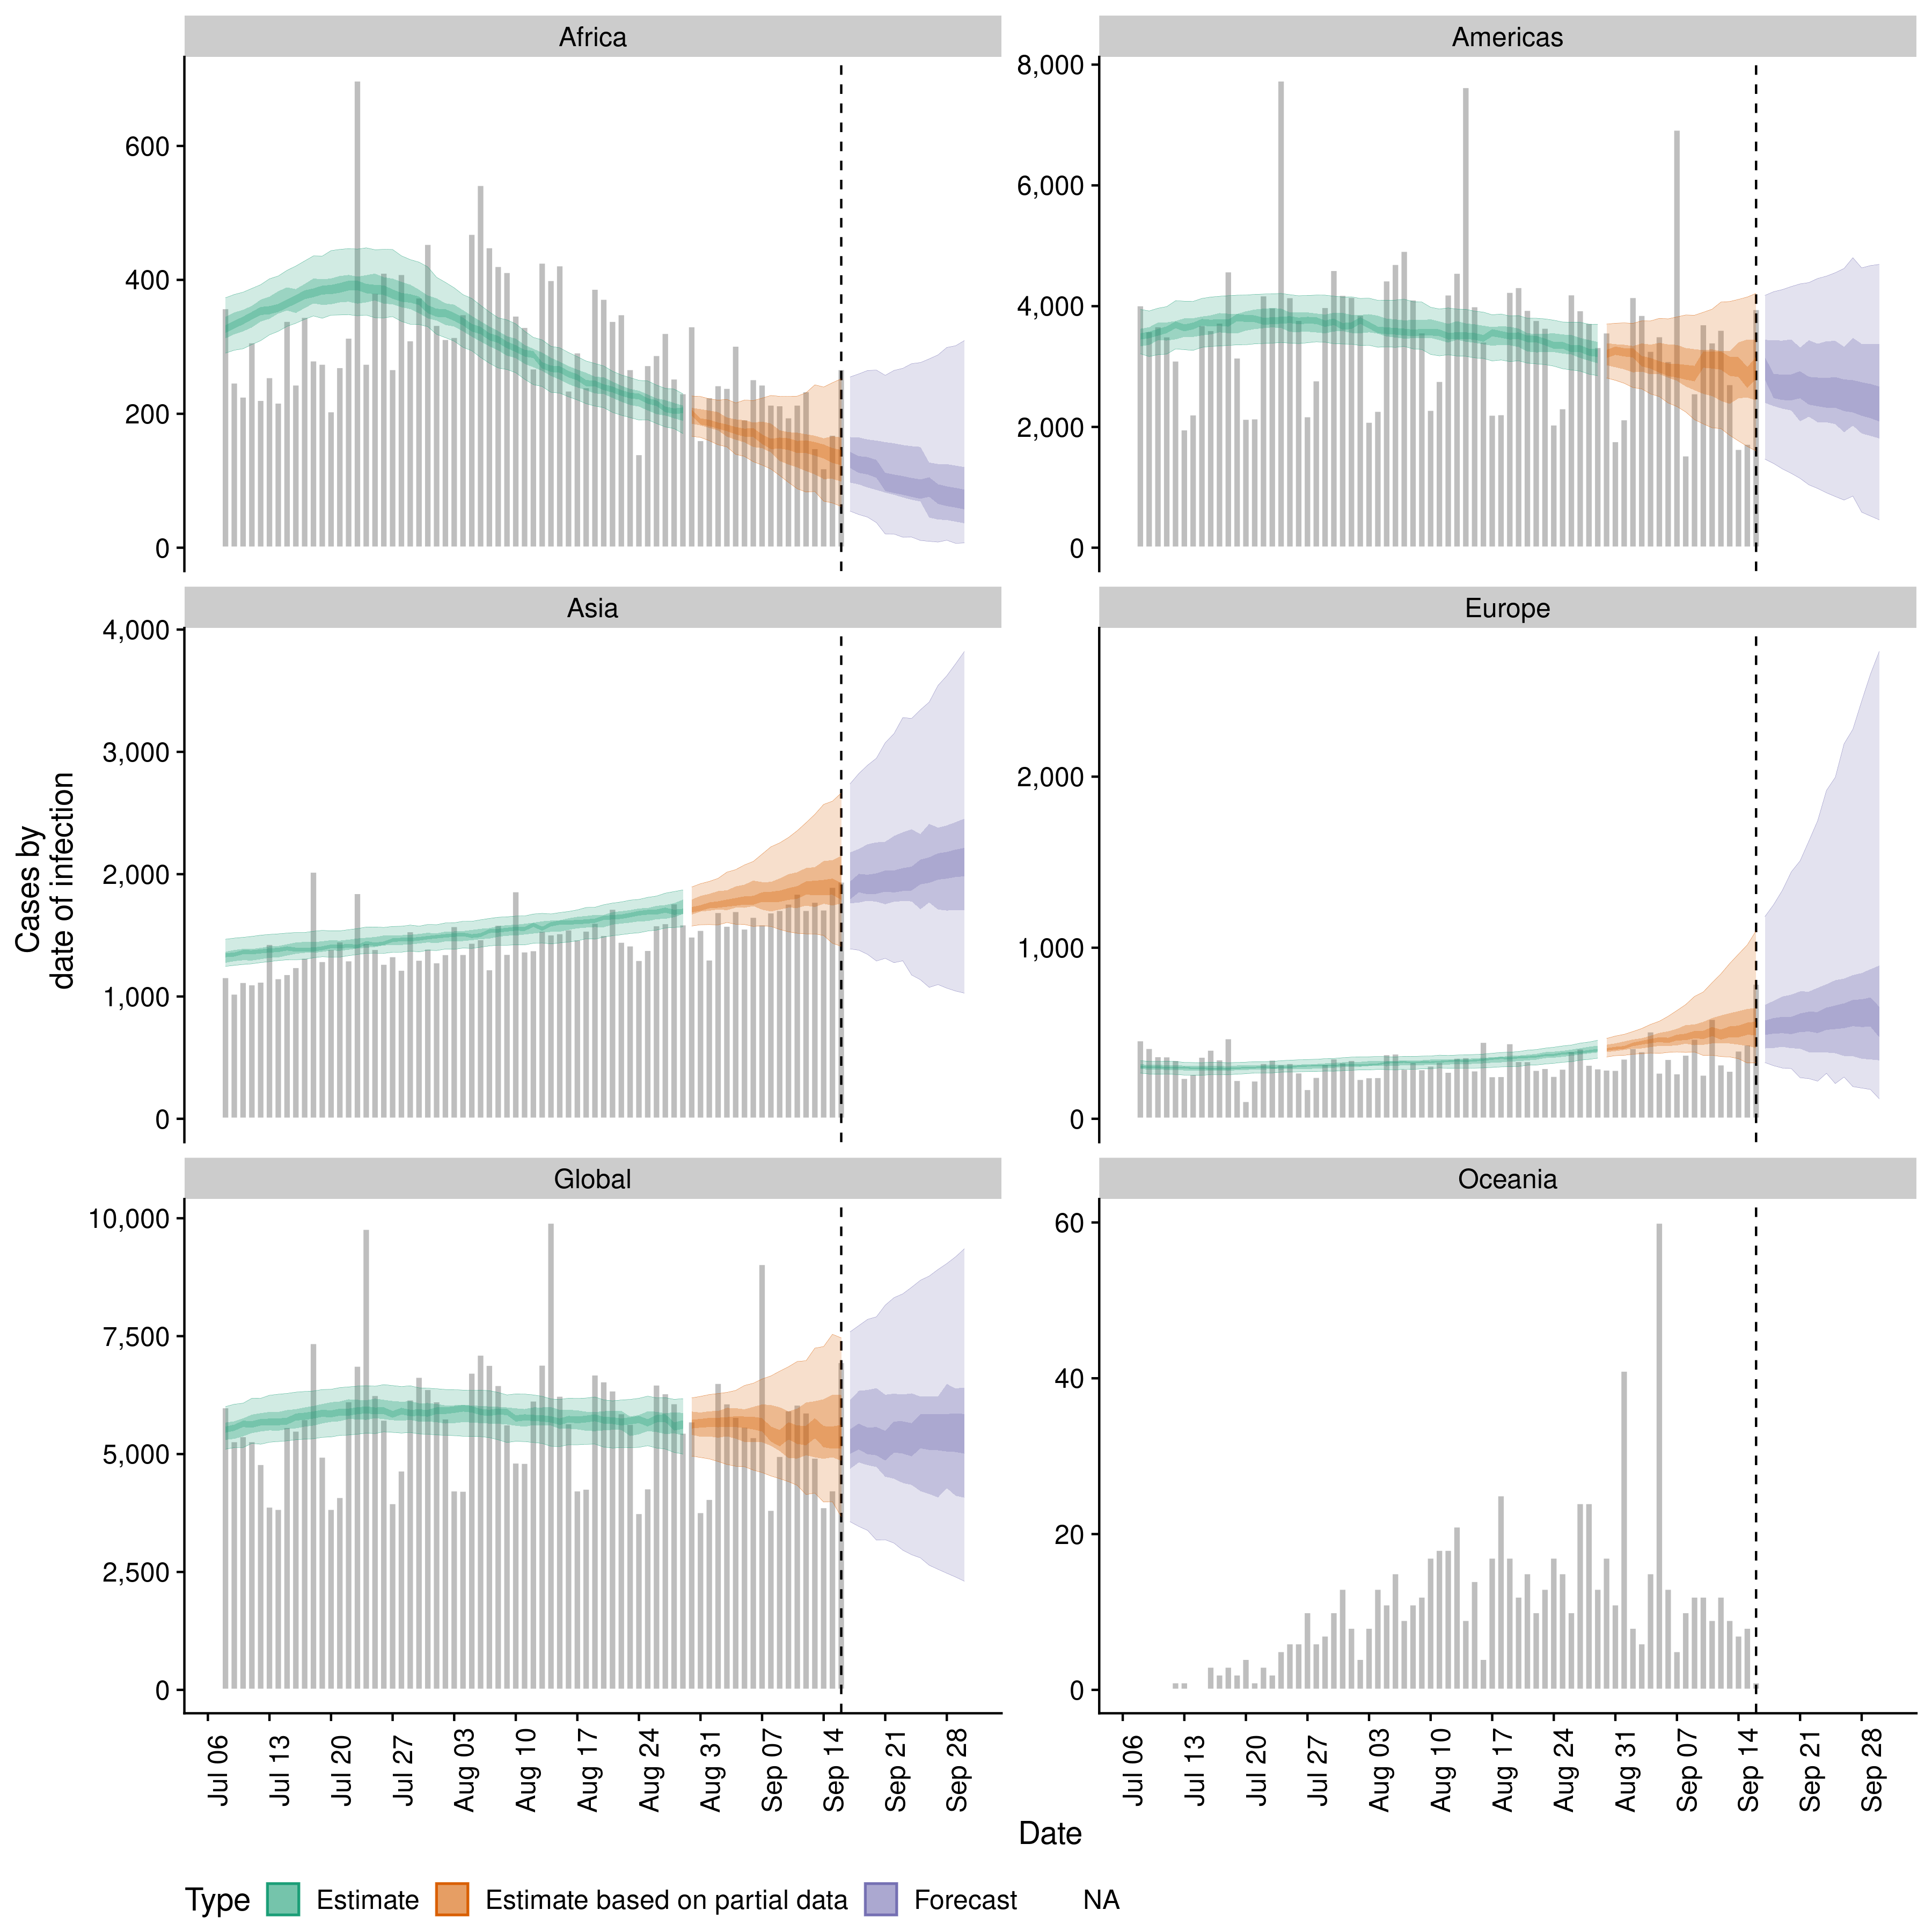 Africa
Americas
600
400
200
0
8,000
6,000
4,000
2,000
0
Asia
Europe
4,000
3,000
2,000
1,000
0
2,000
1,000
0
Global
Oceania
10,000
7,500
5,000
2,500
0
60
40
20
0
Cases by
date of infection
Jul 06
Jul 13
Jul 20
Jul 27
Aug 03
Aug 10
Aug 17
Aug 24
Aug 31
Sep 07
Sep 14
Sep 21
Sep 28
Jul 06
Jul 13
Jul 20
Jul 27
Aug 03
Aug 10
Aug 17
Aug 24
Aug 31
Sep 07
Sep 14
Sep 21
Sep 28
Date
Type Estimate Estimate based on partial data Forecast NA